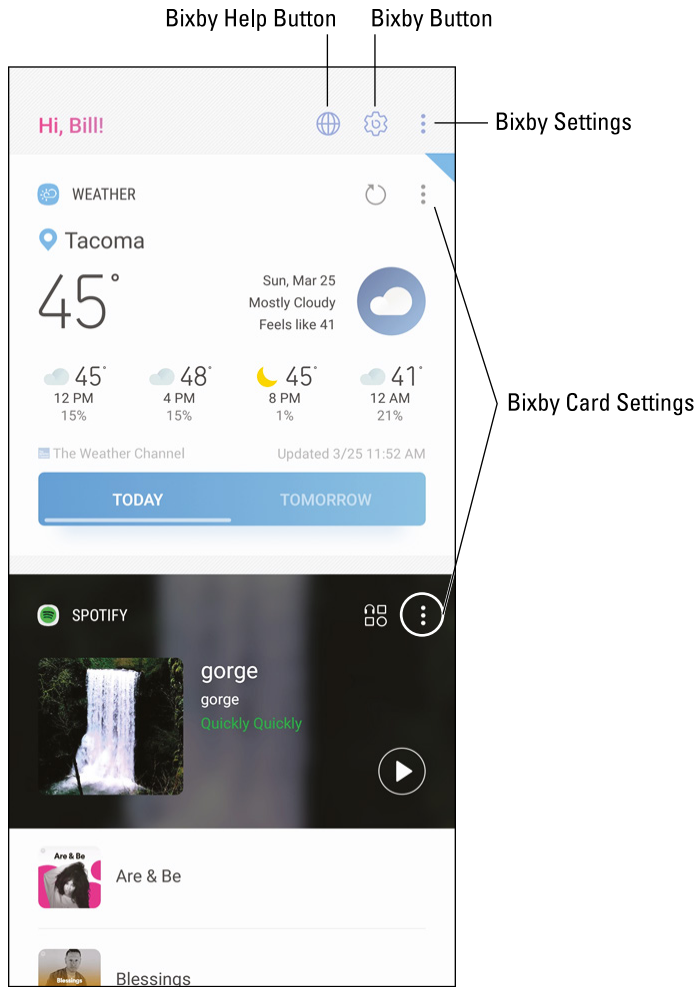 Bixby Help Button
Bixby Button
Hi, Bill!
Bixby Settings
WEATHER
Tacoma
45°
Sun, Mar 25
Mostly Cloudy
Feels like 41
45° 48° 45° 41°
12 PM 4 PM 8 PM 12 AM
15% 15% 1% 21%
Bixby Card Settings
The Weather Channel
Updated 3/25 11:52 AM
TODAY
TOMORROW
SPOTIFY
gorge
gorge
Quickly Quickly
Are & Be
Are & Be
Blessings
Blessings